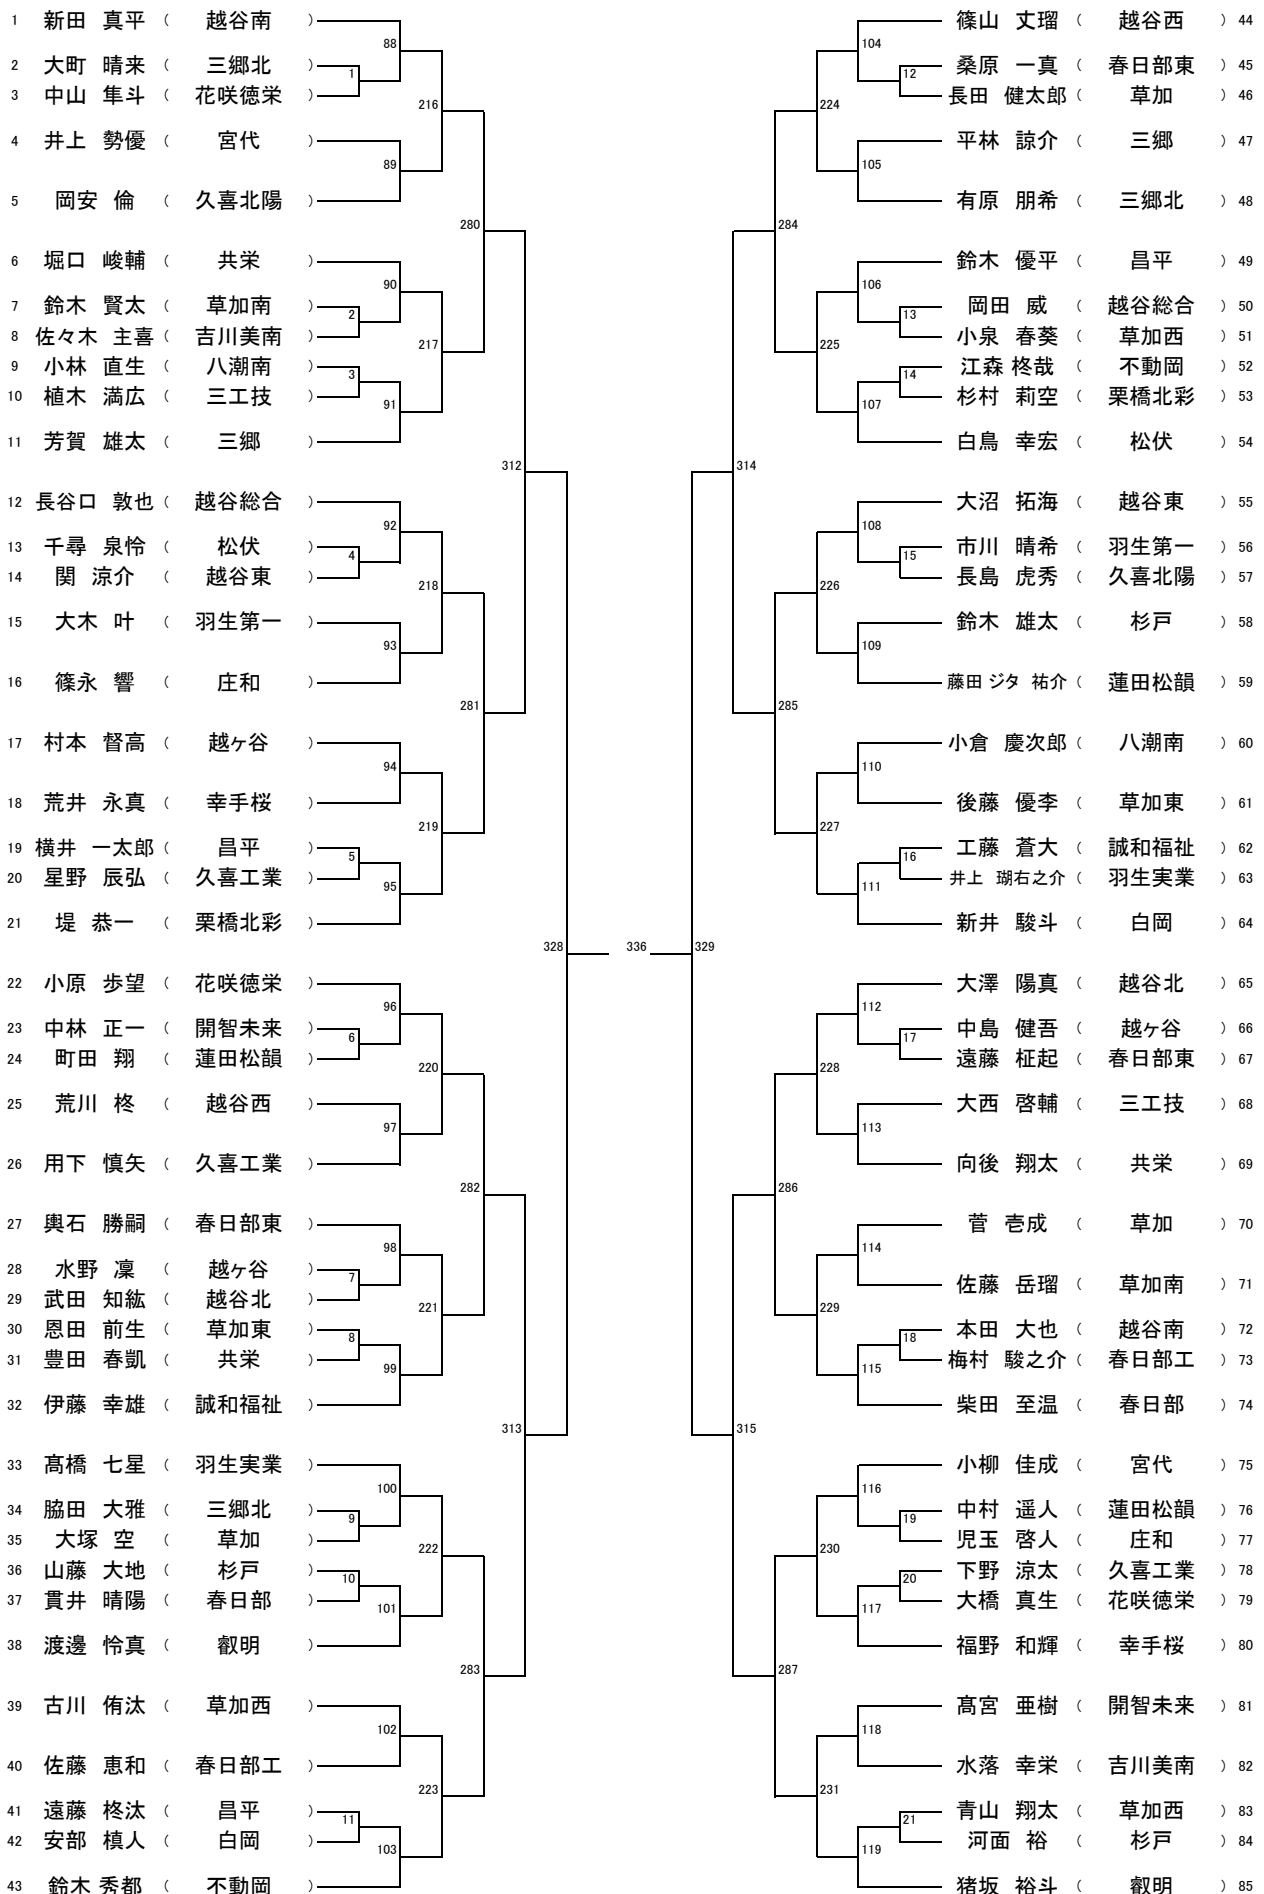 1 新田 真平 ( 越谷南 )
2 大町 晴来 ( 三郷北 )
3 中山 隼斗 ( 花咲徳栄 )
4 井上 勢優 ( 宮代 )
5 岡安 倫 ( 久喜北陽 )
6 堀口 峻輔 ( 共栄 )
7 鈴木 賢太 ( 草加南 )
8 佐々木 主喜 ( 吉川美南 )
9 小林 直生 ( 八潮南 )
10 植木 満広 ( 三工技 )
11 芳賀 雄太 ( 三郷 )
12 長谷口 敦也 ( 越谷総合 )
13 千尋 泉怜 ( 松伏 )
14 関 涼介 ( 越谷東 )
15 大木 叶 ( 羽生第一 )
16 篠永 響 ( 庄和 )
17 村本 督高 ( 越ヶ谷 )
18 荒井 永真 ( 幸手桜 )
19 横井 一太郎 ( 昌平 )
20 星野 辰弘 ( 久喜工業 )
21 堤 恭一 ( 栗橋北彩 )
22 小原 歩望 ( 花咲徳栄 )
23 中林 正一 ( 開智未来 )
24 町田 翔 ( 蓮田松韻 )
25 荒川 柊 ( 越谷西 )
26 用下 慎矢 ( 久喜工業 )
27 輿石 勝嗣 ( 春日部東 )
28 水野 凜 ( 越ヶ谷 )
29 武田 知紘 ( 越谷北 )
30 恩田 前生 ( 草加東 )
31 豊田 春凱 ( 共栄 )
32 伊藤 幸雄 ( 誠和福祉 )
33 髙橋 七星 ( 羽生実業 )
34 脇田 大雅 ( 三郷北 )
35 大塚 空 ( 草加 )
36 山藤 大地 ( 杉戸 )
37 貫井 晴陽 ( 春日部 )
38 渡邊 怜真 ( 叡明 )
39 古川 侑汰 ( 草加西 )
40 佐藤 恵和 ( 春日部工 )
41 遠藤 柊汰 ( 昌平 )
42 安部 槙人 ( 白岡 )
43 鈴木 秀都 ( 不動岡 )
88
1
216
89
280
90
2
217
3
91
312
92
4
218
93
281
94
219
5
95
328
96
6
220
97
282
98
7
221
8
99
313
100
9
222
10
101
283
102
223
11
103
336
篠山 丈瑠 ( 越谷西 ) 44
桑原 一真 ( 春日部東 ) 45
長田 健太郎 ( 草加 ) 46
平林 諒介 ( 三郷 ) 47
有原 朋希 ( 三郷北 ) 48
鈴木 優平 ( 昌平 ) 49
岡田 威 ( 越谷総合 ) 50
小泉 春葵 ( 草加西 ) 51
江森 柊哉 ( 不動岡 ) 52
杉村 莉空 ( 栗橋北彩 ) 53
白鳥 幸宏 ( 松伏 ) 54
大沼 拓海 ( 越谷東 ) 55
市川 晴希 ( 羽生第一 ) 56
長島 虎秀 ( 久喜北陽 ) 57
鈴木 雄太 ( 杉戸 ) 58
藤田 ジタ 祐介 ( 蓮田松韻 ) 59
小倉 慶次郎 ( 八潮南 ) 60
後藤 優李 ( 草加東 ) 61
工藤 蒼大 ( 誠和福祉 ) 62
井上 瑚右之介 ( 羽生実業 ) 63
新井 駿斗 ( 白岡 ) 64
大澤 陽真 ( 越谷北 ) 65
中島 健吾 ( 越ヶ谷 ) 66
遠藤 柾起 ( 春日部東 ) 67
大西 啓輔 ( 三工技 ) 68
向後 翔太 ( 共栄 ) 69
菅 壱成 ( 草加 ) 70
佐藤 岳瑠 ( 草加南 ) 71
本田 大也 ( 越谷南 ) 72
梅村 駿之介 ( 春日部工 ) 73
柴田 至温 ( 春日部 ) 74
小柳 佳成 ( 宮代 ) 75
中村 遥人 ( 蓮田松韻 ) 76
児玉 啓人 ( 庄和 ) 77
下野 涼太 ( 久喜工業 ) 78
大橋 真生 ( 花咲徳栄 ) 79
福野 和輝 ( 幸手桜 ) 80
髙宮 亜樹 ( 開智未来 ) 81
水落 幸栄 ( 吉川美南 ) 82
青山 翔太 ( 草加西 ) 83
河面 裕 ( 杉戸 ) 84
猪坂 裕斗 ( 叡明 ) 85
104
12
224
105
284
106
13
225
14
107
314
108
15
226
109
285
110
227
16
111
329
112
17
228
113
286
114
229
18
115
315
116
19
230
20
117
287
118
231
21
119